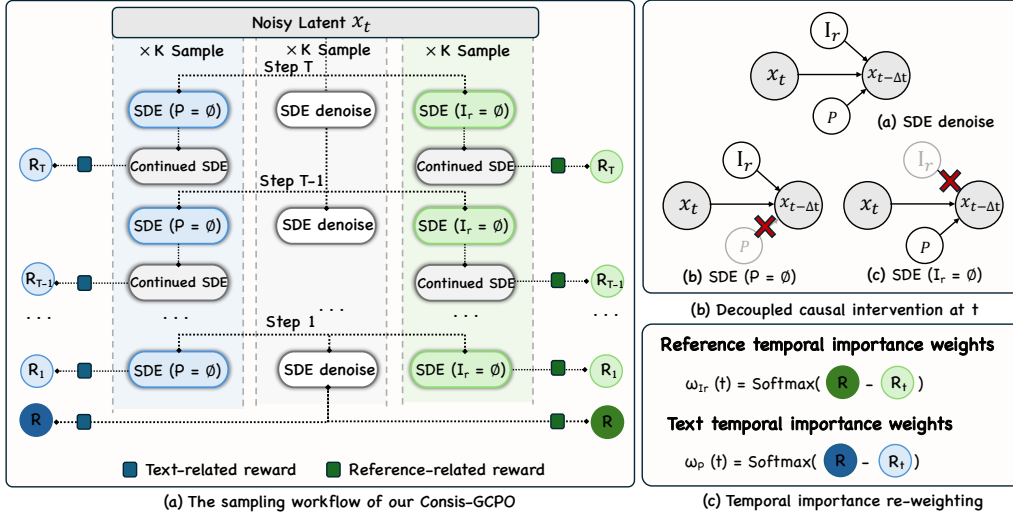 Noisy Latent x_t
× K Sample × K Sample × K Sample
Step T
SDE (P = ∅) SDE denoise SDE (I_r = ∅)
R_T Continued SDE Continued SDE R_T
Step T-1
SDE (P = ∅) SDE denoise SDE (I_r = ∅)
R_T-1 Continued SDE Continued SDE R_T-1
. . . . . . . . . . . . . . .
Step 1
R_1 SDE (P = ∅) SDE denoise SDE (I_r = ∅) R_1
R R
Text-related reward Reference-related reward
(a) The sampling workflow of our Consis-GCPO
I_r
x_t x_t-Δt
P
(a) SDE denoise
I_r I_r
x_t x_t-Δt x_t x_t-Δt
P P
(b) SDE (P = ∅) (c) SDE (I_r = ∅)
(b) Decoupled causal intervention at t
Reference temporal importance weights
ω_Ir (t) = Softmax( R - R_t )
Text temporal importance weights
ω_P (t) = Softmax( R - R_t )
(c) Temporal importance re-weighting